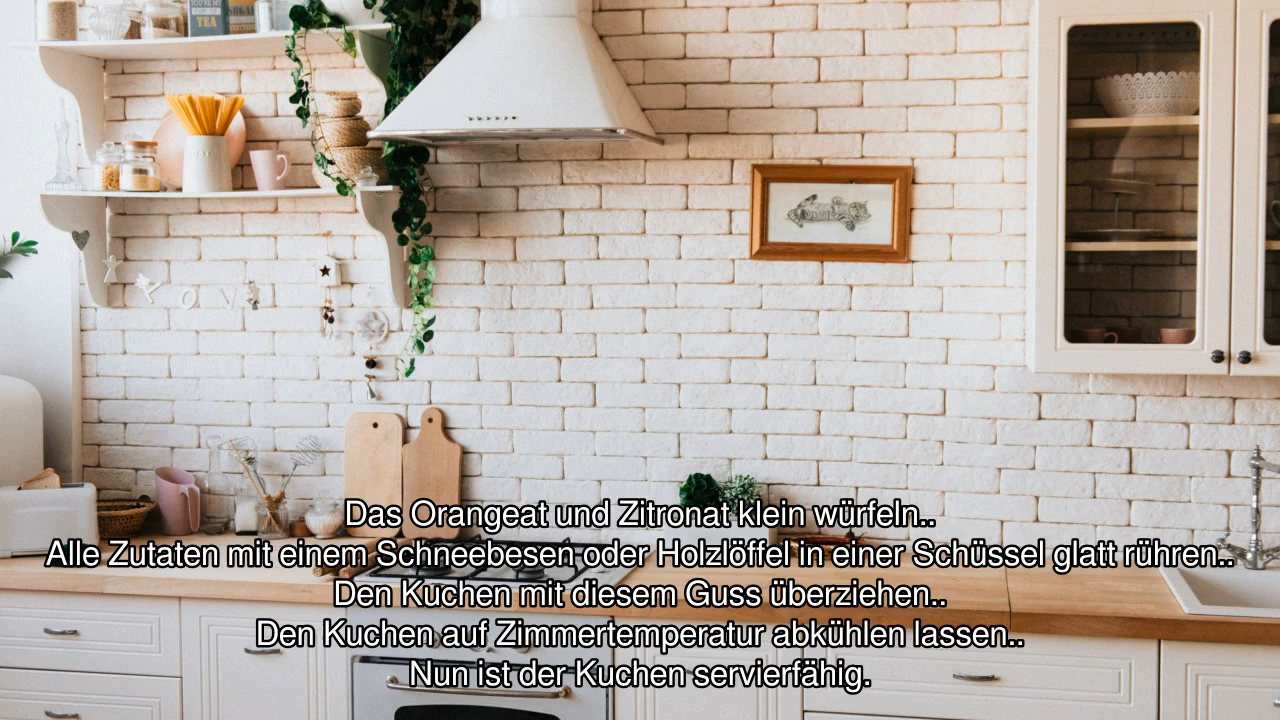 TEA
Das Orangeat und Zitronat klein würfeln..
Alle Zutaten mit einem Schneebesen oder Holzlöffel in einer Schüssel glatt rühren..
Den Kuchen mit diesem Guss überziehen..
Den Kuchen auf Zimmertemperatur abkühlen lassen..
Nun ist der Kuchen servierfähig.